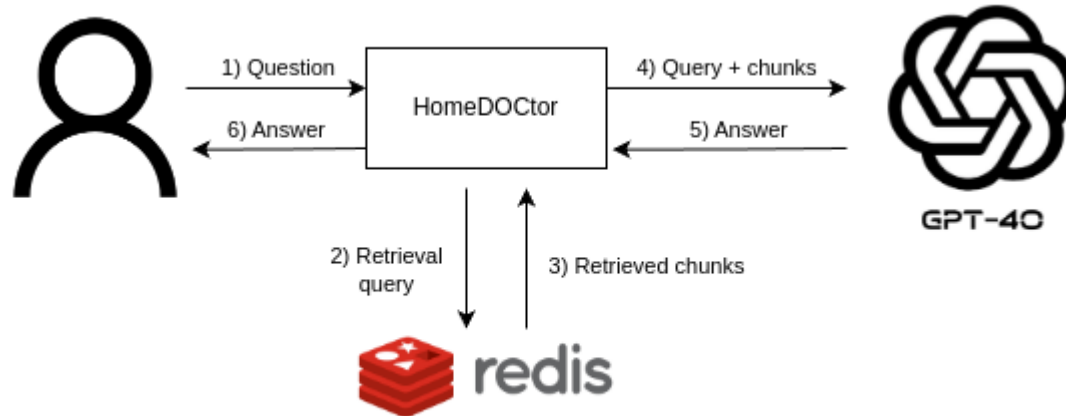 1) Question
HomeDOCtor
4) Query + chunks
6) Answer
5) Answer
GPT-4O
2) Retrieval
query
3) Retrieved chunks
redis